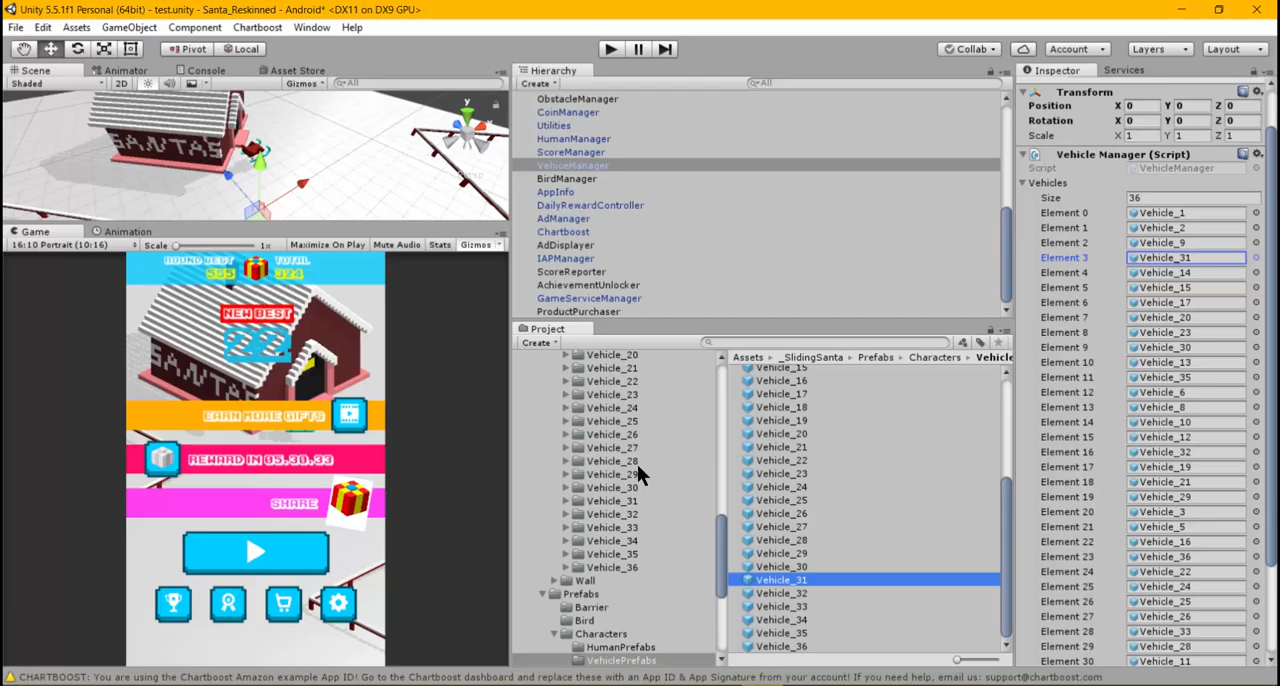 Unity 5.5.1f1 Personal (64bit) - test.unity - Santa_Reskinned - Android* <DX11 on DX9 GPU>
File Edit Assets GameObject Component Chartboost Window Help
Pivot Local Collab Account Layers Layout
Scene Animator Console Asset Store
Shaded 2D Gizmos All
SANTAS
y
Game Animation
16:10 Portrait (10:16) Scale 1x Maximize On Play Mute Audio Stats Gizmos
ROUND BEST TOTAL
555 324
NEW BEST
222
SANTAS
EARN MORE GIFTS
REWARD IN 05.30.33
SHARE
Hierarchy
Create All
ObstacleManager
CoinManager
Utilities
HumanManager
ScoreManager
VehiceManager
BirdManager
AppInfo
DailyRewardController
AdManager
Chartboost
AdDisplayer
IAPManager
ScoreReporter
AchievementUnlocker
GameServiceManager
ProductPurchaser
Project
Create
Vehicle_20
Vehicle_21
Vehicle_22
Vehicle_23
Vehicle_24
Vehicle_25
Vehicle_26
Vehicle_27
Vehicle_28
Vehicle_29
Vehicle_30
Vehicle_31
Vehicle_32
Vehicle_33
Vehicle_34
Vehicle_35
Vehicle_36
Wall
Prefabs
Barrier
Bird
Characters
HumanPrefabs
VehiclePrefabs
Assets _SlidingSanta Prefabs Characters Vehicle
Vehicle_15
Vehicle_16
Vehicle_17
Vehicle_18
Vehicle_19
Vehicle_20
Vehicle_21
Vehicle_22
Vehicle_23
Vehicle_24
Vehicle_25
Vehicle_26
Vehicle_27
Vehicle_28
Vehicle_29
Vehicle_30
Vehicle_31
Vehicle_32
Vehicle_33
Vehicle_34
Vehicle_35
Vehicle_36
Inspector Services
Transform
Position X 0 Y 0 Z 0
Rotation X 0 Y 0 Z 0
Scale X 1 Y 1 Z 1
Vehicle Manager (Script)
Script VehicleManager
Vehicles
Size 36
Element 0 Vehicle_1
Element 1 Vehicle_2
Element 2 Vehicle_9
Element 3 Vehicle_31
Element 4 Vehicle_14
Element 5 Vehicle_15
Element 6 Vehicle_17
Element 7 Vehicle_20
Element 8 Vehicle_23
Element 9 Vehicle_30
Element 10 Vehicle_13
Element 11 Vehicle_35
Element 12 Vehicle_6
Element 13 Vehicle_8
Element 14 Vehicle_10
Element 15 Vehicle_12
Element 16 Vehicle_32
Element 17 Vehicle_19
Element 18 Vehicle_21
Element 19 Vehicle_29
Element 20 Vehicle_3
Element 21 Vehicle_5
Element 22 Vehicle_16
Element 23 Vehicle_36
Element 24 Vehicle_22
Element 25 Vehicle_24
Element 26 Vehicle_25
Element 27 Vehicle_26
Element 28 Vehicle_33
Element 29 Vehicle_28
Element 30 Vehicle_11
CHARTBOOST: You are using the Chartboost Amazon example App ID! Go to the Chartboost dashboard and replace these with an App ID & App Signature from your account! If you need help, email us: support@chartboost.com